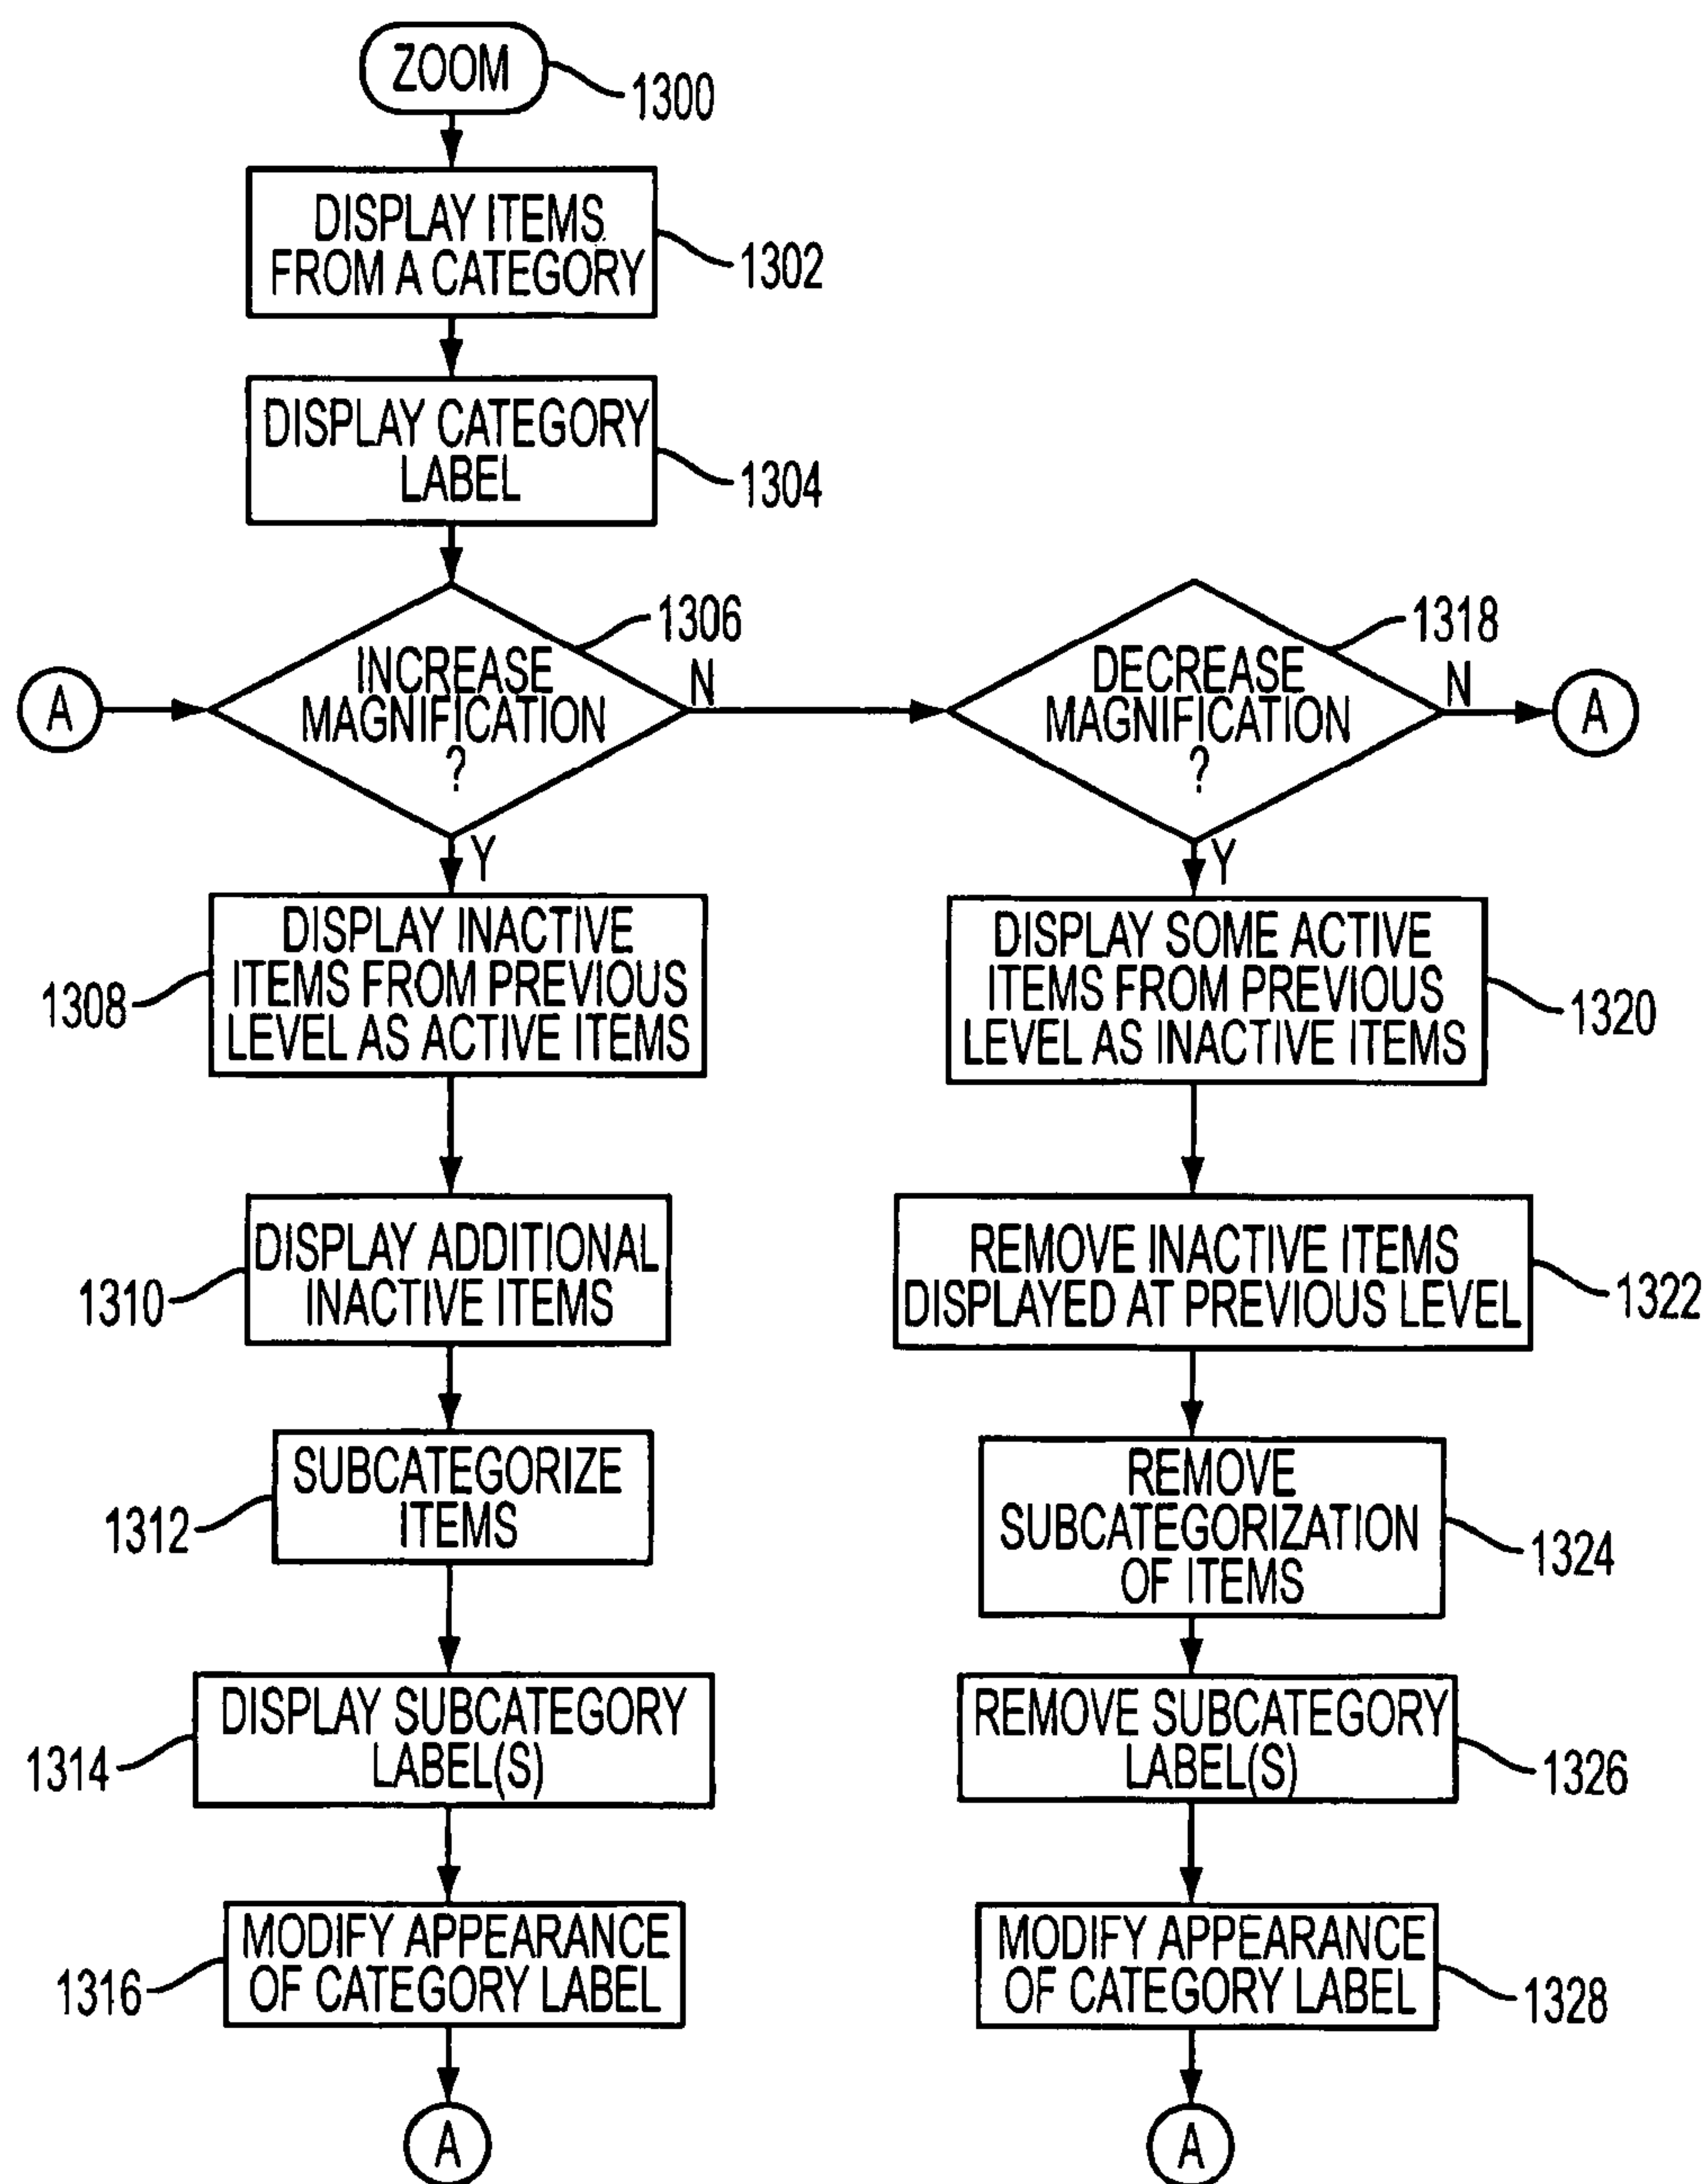 ZOOM
1300
DISPLAY ITEMS
FROM A CATEGORY
1302
DISPLAY CATEGORY
LABEL
1304
A
INCREASE
MAGNIFICATION
?
1306
N
Y
DECREASE
MAGNIFICATION
?
1318
N
A
Y
DISPLAY INACTIVE
ITEMS FROM PREVIOUS
LEVEL AS ACTIVE ITEMS
1308
DISPLAY ADDITIONAL
INACTIVE ITEMS
1310
SUBCATEGORIZE
ITEMS
1312
DISPLAY SUBCATEGORY
LABEL(S)
1314
MODIFY APPEARANCE
OF CATEGORY LABEL
1316
A
DISPLAY SOME ACTIVE
ITEMS FROM PREVIOUS
LEVEL AS INACTIVE ITEMS
1320
REMOVE INACTIVE ITEMS
DISPLAYED AT PREVIOUS LEVEL
1322
REMOVE
SUBCATEGORIZATION
OF ITEMS
1324
REMOVE SUBCATEGORY
LABEL(S)
1326
MODIFY APPEARANCE
OF CATEGORY LABEL
1328
A